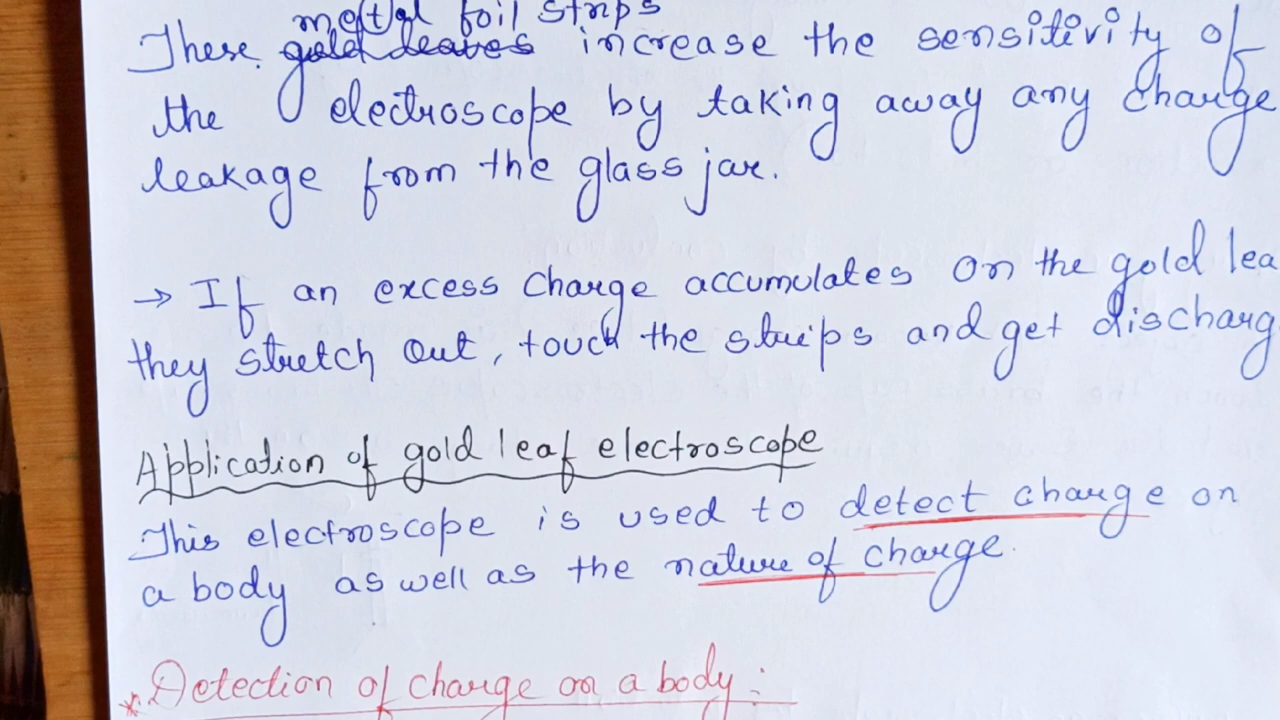 metal foil strips
These gold leaves increase the sensitivity of
the electroscope by taking away any charge
leakage from the glass jar.
→ If an excess charge accumulates on the gold lea
they stretch out, touch the strips and get discharg
Application of gold leaf electroscope
This electroscope is used to detect charge on
a body as well as the nature of charge.
* Detection of charge on a body: